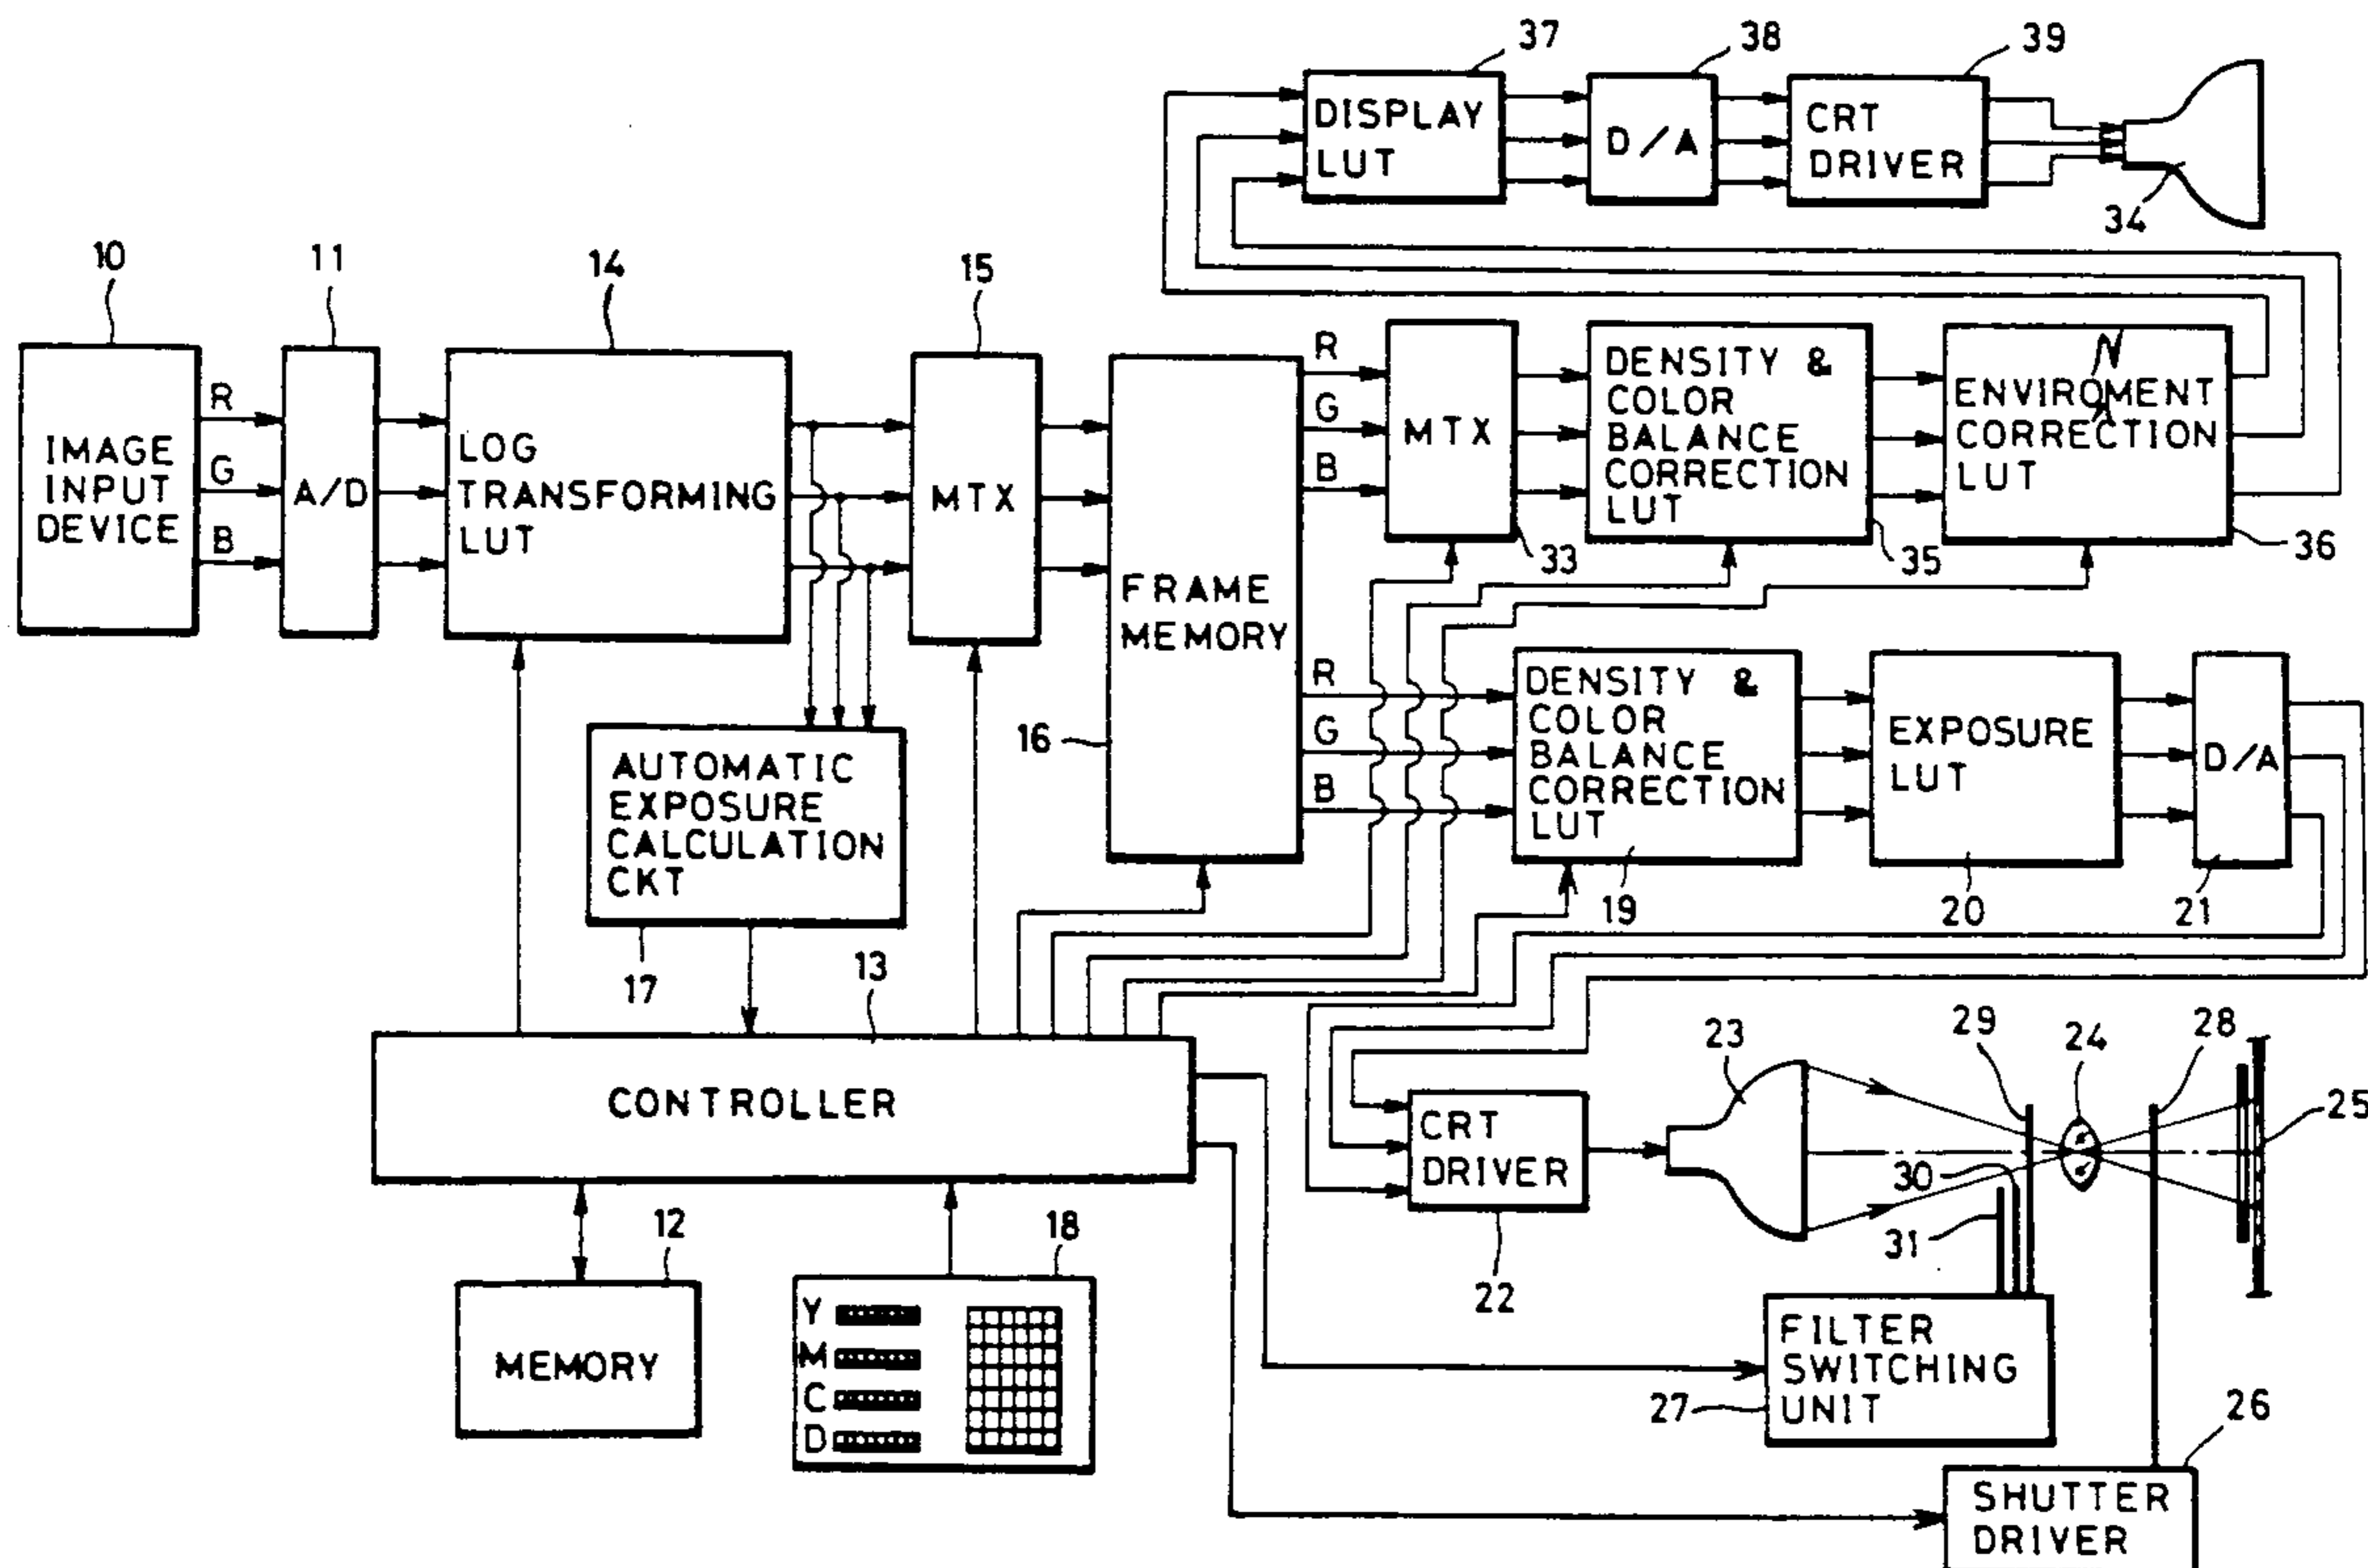 37
38
39
DISPLAY
LUT
D/A
CRT
DRIVER
34
10
11
14
15
IMAGE
INPUT
DEVICE
R
G
B
A/D
LOG
TRANSFORMING
LUT
MTX
FRAME
MEMORY
16
R
G
B
MTX
33
DENSITY &
COLOR
BALANCE
CORRECTION
LUT
35
N
ENVIROMENT
CORRECTION
LUT
36
R
G
B
DENSITY &
COLOR
BALANCE
CORRECTION
LUT
19
EXPOSURE
LUT
20
D/A
21
AUTOMATIC
EXPOSURE
CALCULATION
CKT
17
13
CONTROLLER
12
MEMORY
18
Y
M
C
D
CRT
DRIVER
22
23
29
24
28
25
30
31
FILTER
SWITCHING
UNIT
27
26
SHUTTER
DRIVER